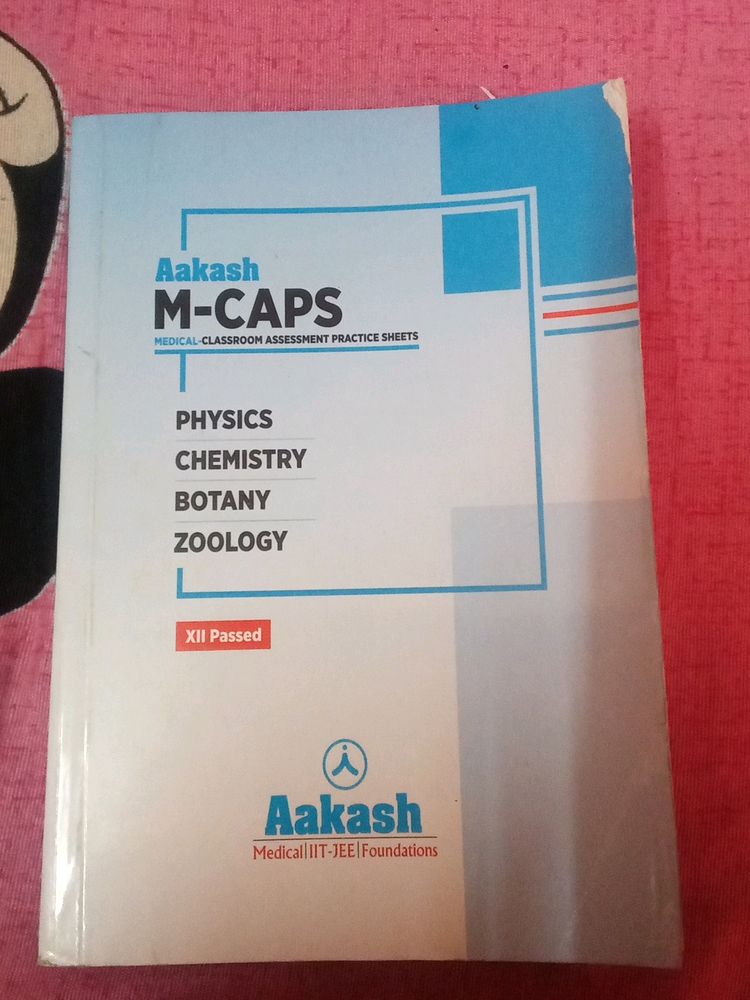 Aakash
M-CAPS
MEDICAL-CLASSROOM ASSESSMENT PRACTICE SHEETS
PHYSICS
CHEMISTRY
BOTANY
ZOOLOGY
XII Passed
Aakash
Medical|IIT-JEE|Foundations